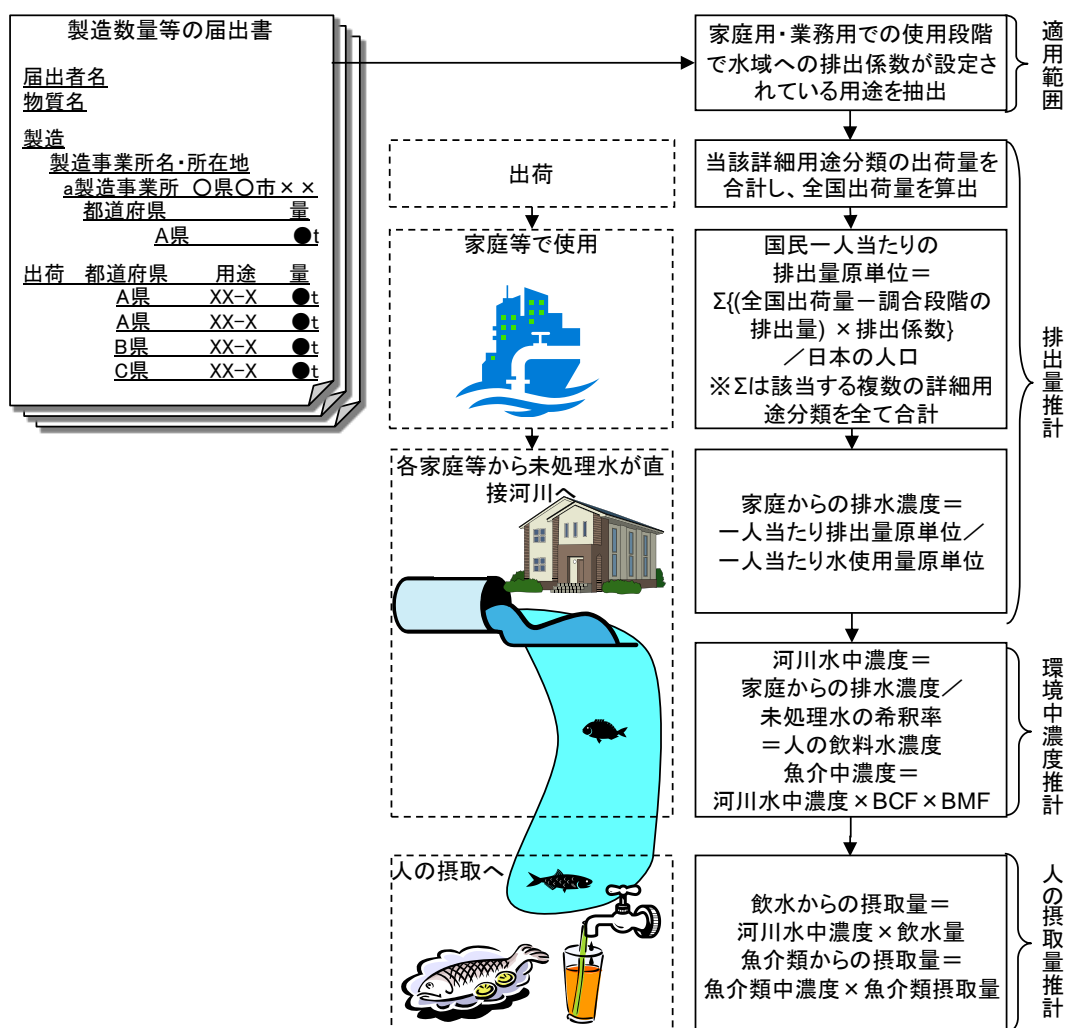 製造数量等の届出書
届出者名
物質名
製造
製造事業所名・所在地
a製造事業所 〇県〇市××
都道府県 量
A県 ●t
出荷 都道府県 用途 量
A県 XX-X ●t
A県 XX-X ●t
B県 XX-X ●t
C県 XX-X ●t
家庭用・業務用での使用段階
で水域への排出係数が設定さ
れている用途を抽出
適用範囲
出荷
当該詳細用途分類の出荷量を
合計し、全国出荷量を算出
家庭等で使用
国民一人当たりの
排出量原単位＝
Σ{(全国出荷量－調合段階の
排出量) ×排出係数}
／日本の人口
※Σは該当する複数の詳細用
途分類を全て合計
排出量推計
各家庭等から未処理水が直
接河川へ
家庭からの排水濃度＝
一人当たり排出量原単位／
一人当たり水使用量原単位
河川水中濃度＝
家庭からの排水濃度／
未処理水の希釈率
＝人の飲料水濃度
魚介中濃度＝
河川水中濃度×BCF×BMF
環境中濃度推計
人の摂取へ
飲水からの摂取量＝
河川水中濃度×飲水量
魚介類からの摂取量＝
魚介類中濃度×魚介類摂取量
人の摂取量推計